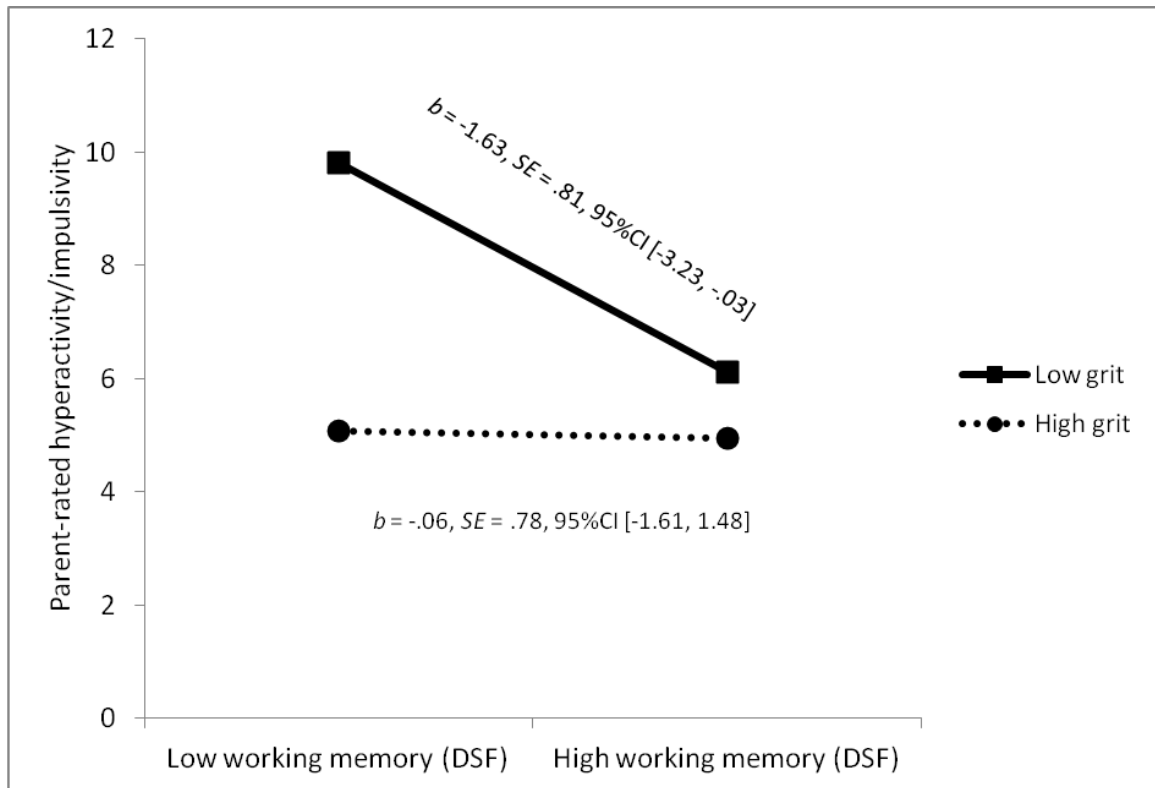 12
10
8
6
4
2
0
Parent-rated hyperactivity/impulsivity
b = -1.63, SE = .81, 95%CI [-3.23, -.03]
b = -.06, SE = .78, 95%CI [-1.61, 1.48]
Low working memory (DSF)
High working memory (DSF)
Low grit
High grit